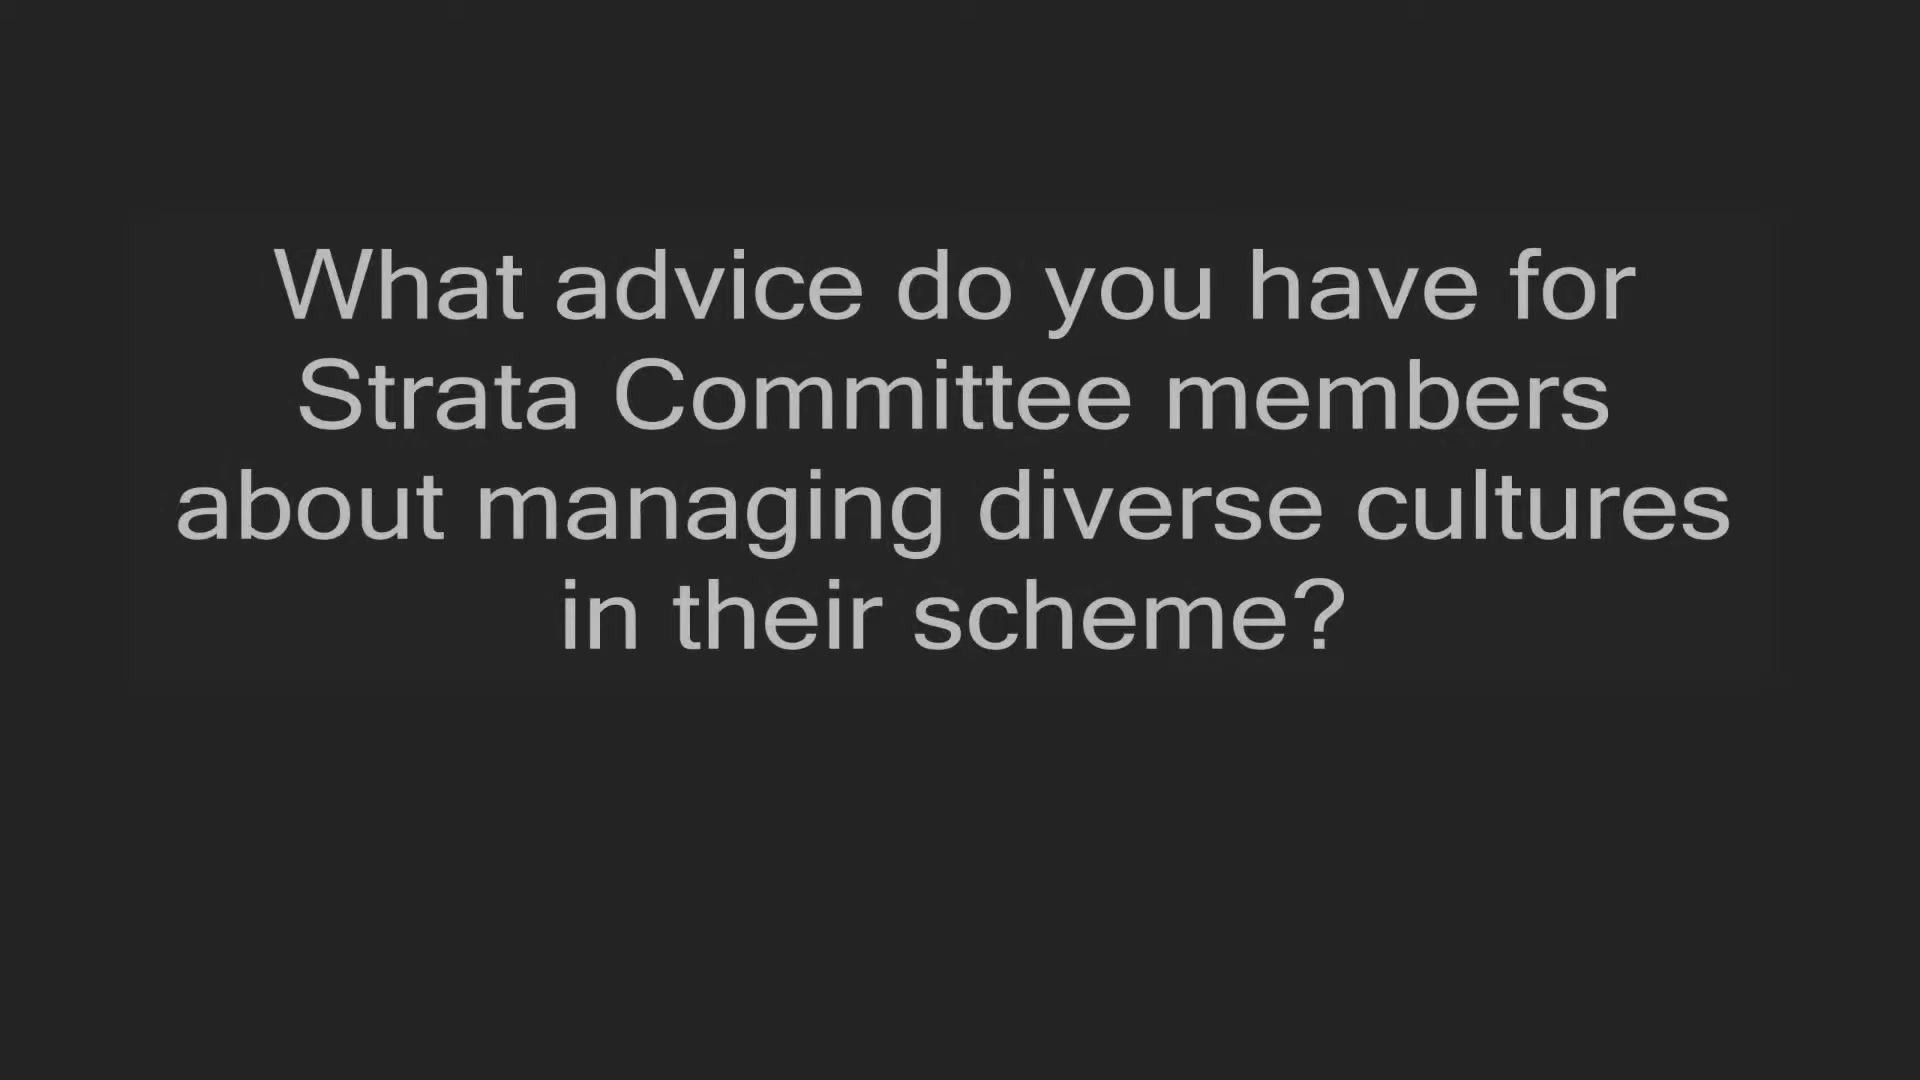 What advice do you have for
Strata Committee members
about managing diverse cultures
in their scheme?